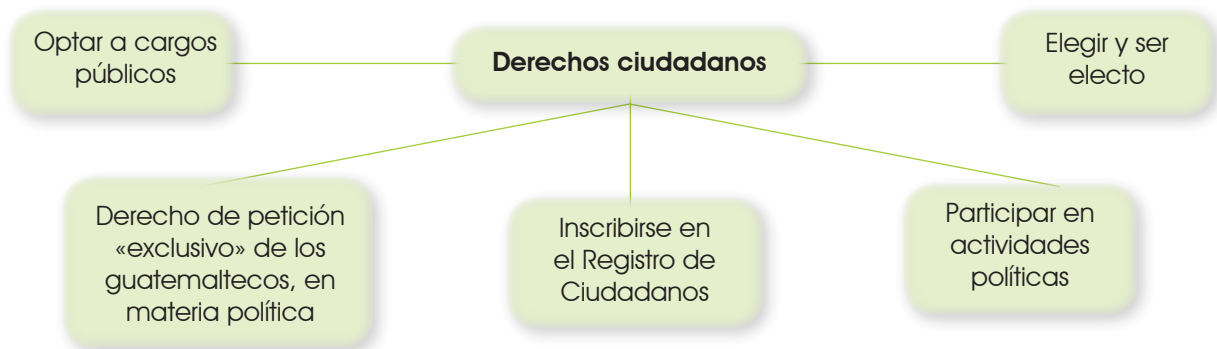 Optar a cargos
públicos
Derechos ciudadanos
Elegir y ser
electo
Derecho de petición
«exclusivo» de los
guatemaltecos, en
materia política
Inscribirse en
el Registro de
Ciudadanos
Participar en
actividades
políticas